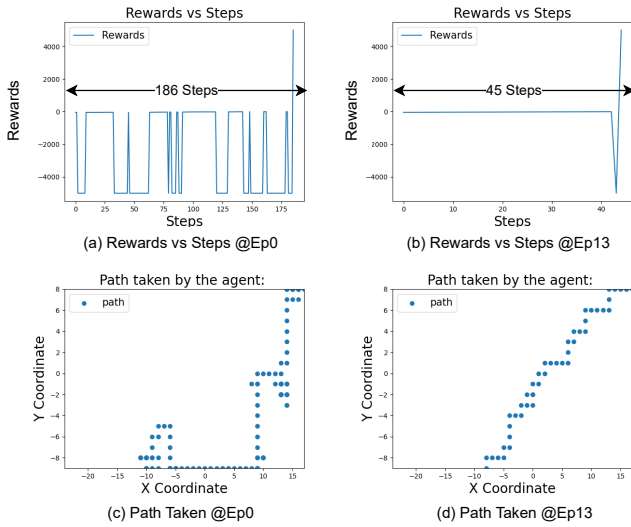 Rewards vs Steps
Rewards
4000
2000
0
−2000
−4000
Rewards
186 Steps
0 25 50 75 100 125 150 175
Steps
(a) Rewards vs Steps @Ep0
Rewards vs Steps
Rewards
4000
2000
0
−2000
−4000
Rewards
45 Steps
0 10 20 30 40
Steps
(b) Rewards vs Steps @Ep13
Path taken by the agent:
path
8
6
4
2
0
−2
−4
−6
−8
Y Coordinate
−20 −15 −10 −5 0 5 10 15
X Coordinate
(c) Path Taken @Ep0
Path taken by the agent:
path
8
6
4
2
0
−2
−4
−6
−8
Y Coordinate
−20 −15 −10 −5 0 5 10 15
X Coordinate
(d) Path Taken @Ep13